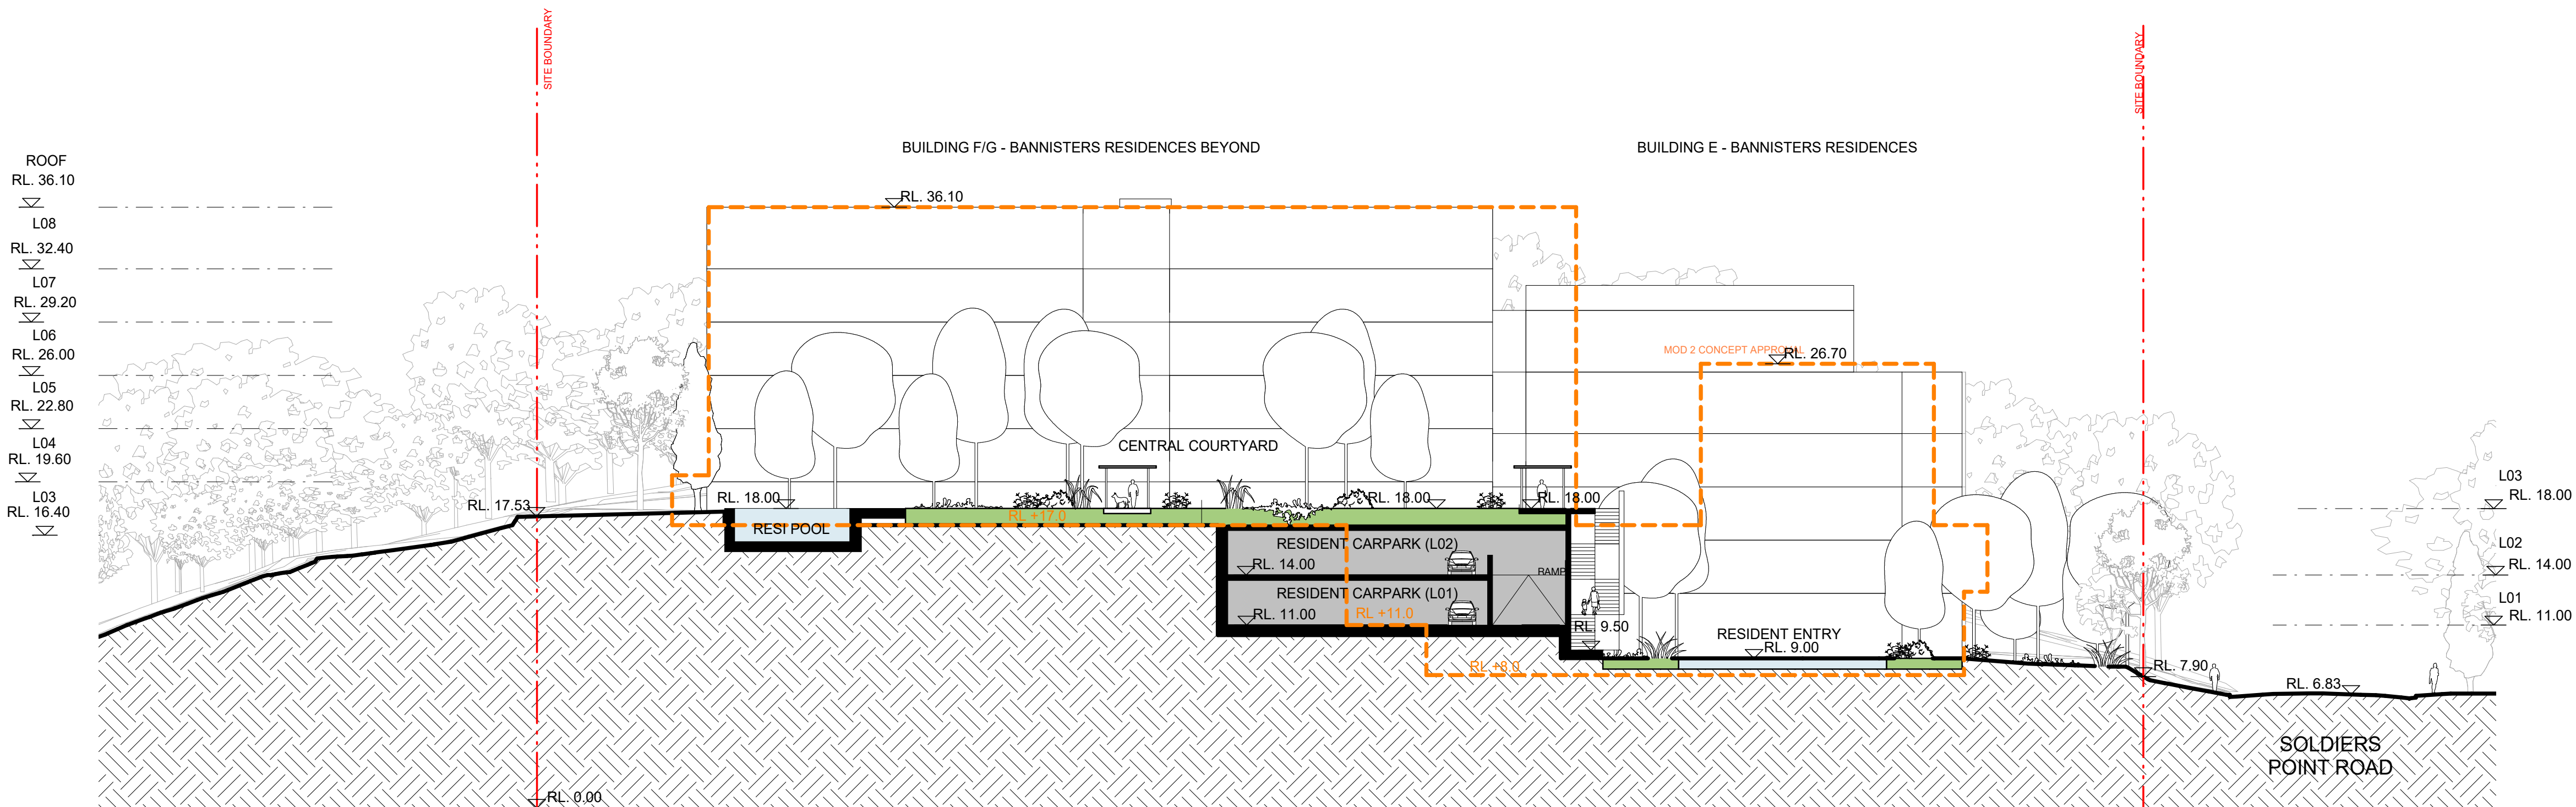 SITE BOUNDARY
SITE BOUNDARY
BUILDING F/G - BANNISTERS RESIDENCES BEYOND
BUILDING E - BANNISTERS RESIDENCES
ROOF
RL. 36.10
L08
RL. 32.40
L07
RL. 29.20
L06
RL. 26.00
L05
RL. 22.80
L04
RL. 19.60
L03
RL. 16.40
RL. 36.10
MOD 2 CONCEPT APPROVAL
RL. 26.70
CENTRAL COURTYARD
RL. 17.53
RL. 18.00
RL. 18.00
RL. 18.00
RL +17.0
RESI POOL
RESIDENT CARPARK (L02)
RL. 14.00
RAMP
RESIDENT CARPARK (L01)
RL. 11.00
RL +11.0
RL. 9.50
RESIDENT ENTRY
RL. 9.00
RL +8.0
RL. 7.90
RL. 6.83
L03
RL. 18.00
L02
RL. 14.00
L01
RL. 11.00
SOLDIERS
POINT ROAD
RL. 0.00